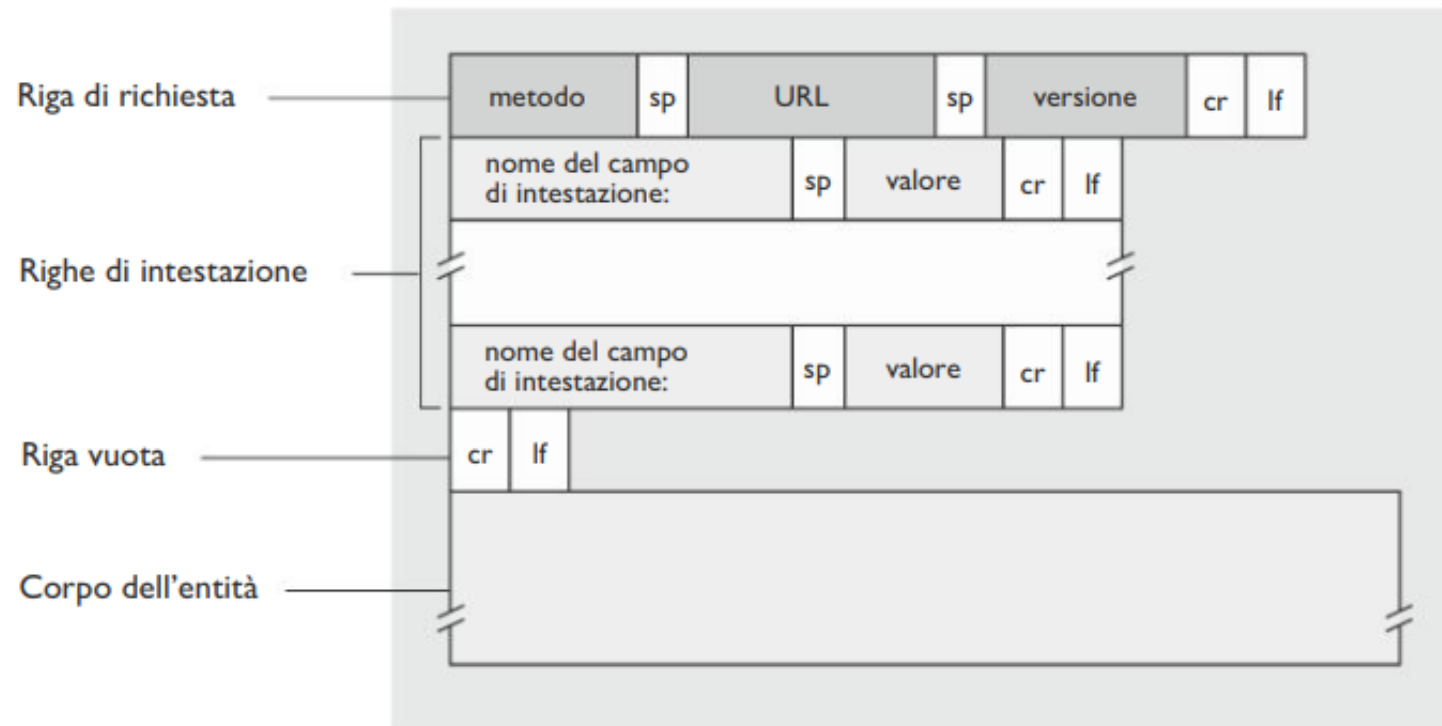 Riga di richiesta
metodo sp URL sp versione cr lf
nome del campo
di intestazione: sp valore cr lf
Righe di intestazione
nome del campo
di intestazione: sp valore cr lf
Riga vuota
cr lf
Corpo dell'entità